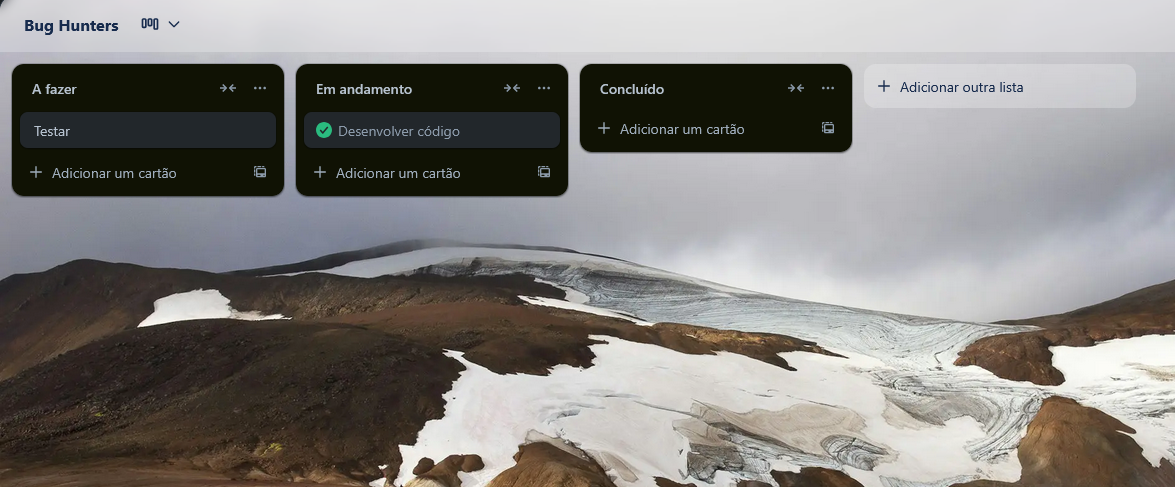 Bug Hunters
A fazer
Testar
Adicionar um cartão
Em andamento
Desenvolver código
Adicionar um cartão
Concluído
Adicionar um cartão
Adicionar outra lista